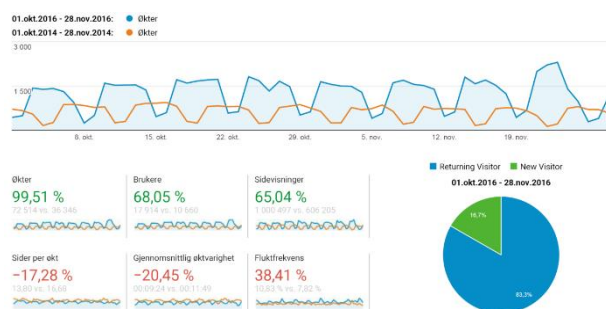 01.okt.2016 - 28.nov.2016: Økter
01.okt.2014 - 28.nov.2014: Økter
3 000
1 500
8. okt. 15. okt. 22. okt. 29. okt. 5. nov. 12. nov. 19. nov.
Returning Visitor New Visitor
01.okt.2016 - 28.nov.2016
16,7%
83,3%
Økter
99,51 %
72 514 vs. 36 346
Brukere
68,05 %
17 914 vs. 10 660
Sidevisninger
65,04 %
1 000 497 vs. 606 205
Sider per økt
−17,28 %
13,80 vs. 16,68
Gjennomsnittlig øktvarighet
−20,45 %
00:09:24 vs. 00:11:49
Fluktfrekvens
38,41 %
10,83 % vs. 7,82 %